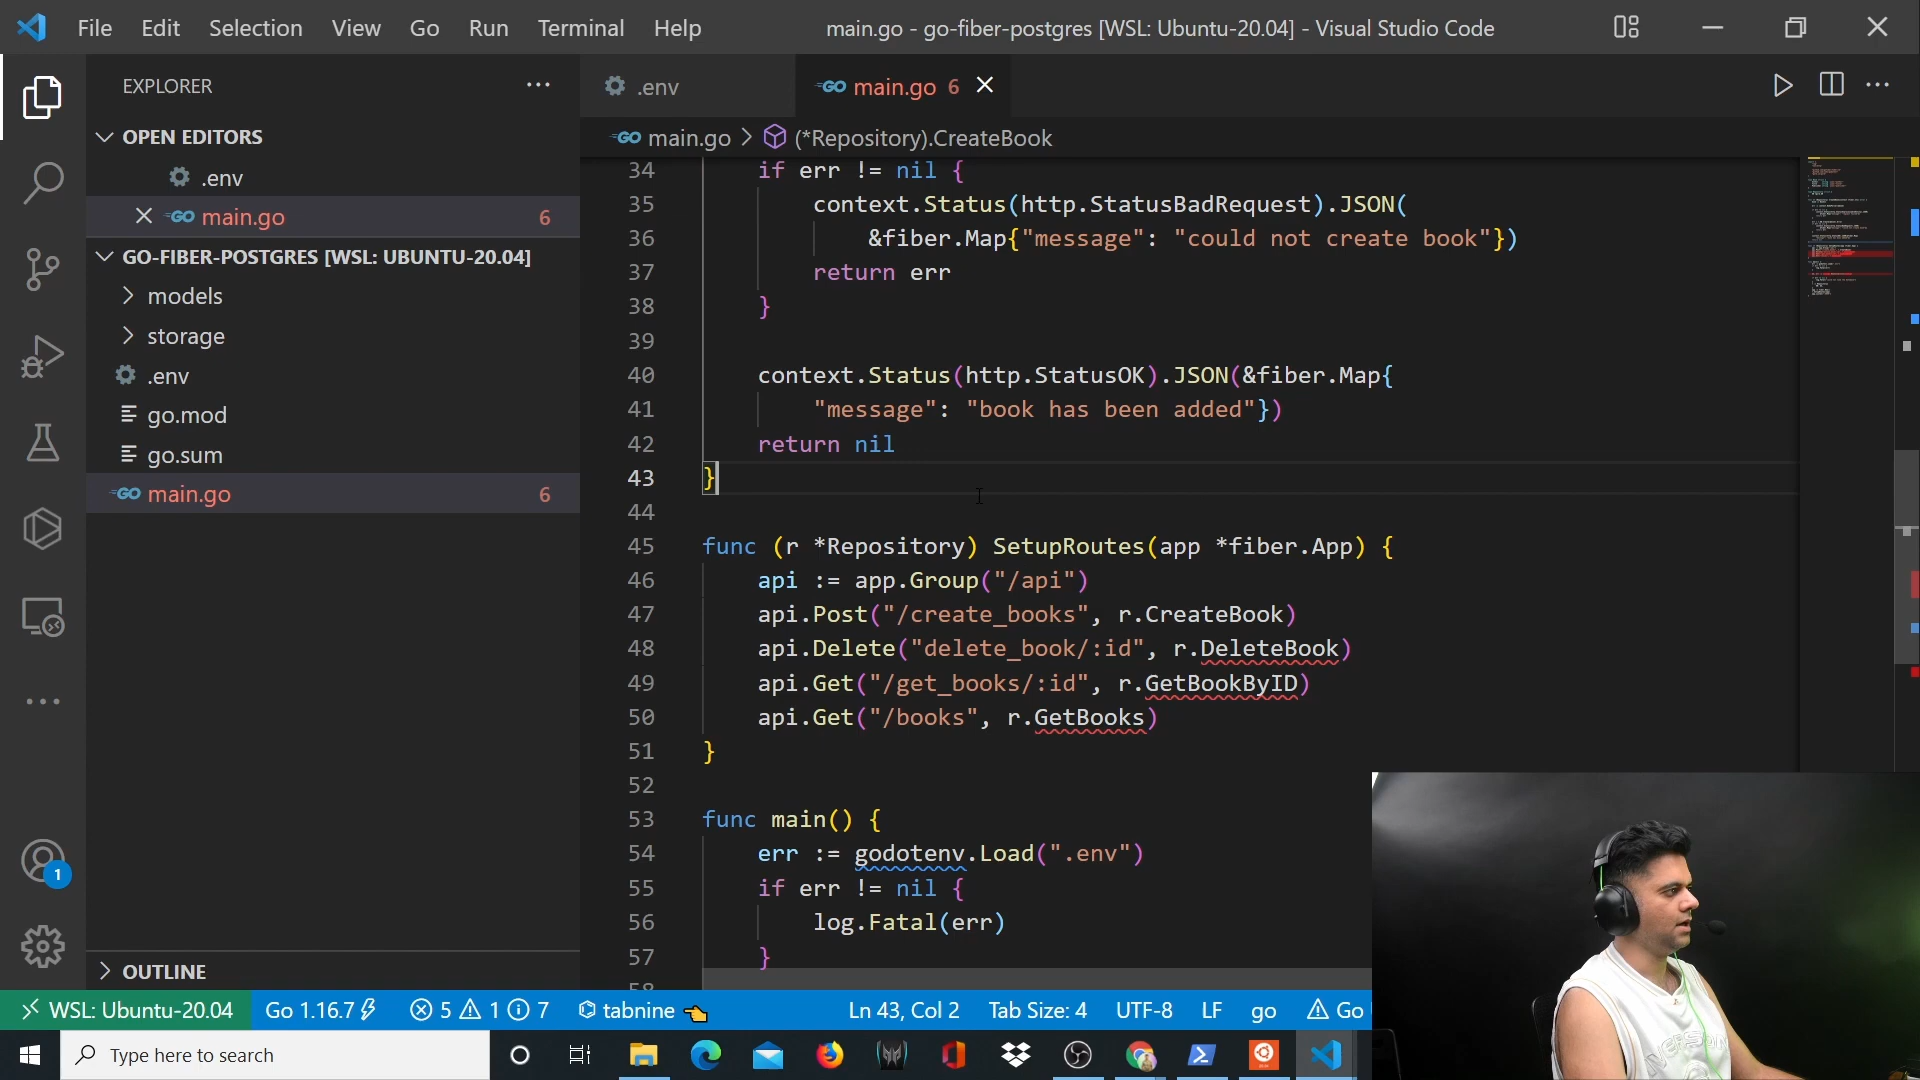 File Edit Selection View Go Run Terminal Help
main.go - go-fiber-postgres [WSL: Ubuntu-20.04] - Visual Studio Code
EXPLORER
OPEN EDITORS
.env
main.go 6
GO-FIBER-POSTGRES [WSL: UBUNTU-20.04]
models
storage
.env
go.mod
go.sum
main.go 6
OUTLINE
.env
main.go 6
main.go > (*Repository).CreateBook
34 if err != nil {
35 context.Status(http.StatusBadRequest).JSON(
36 &fiber.Map{"message": "could not create book"})
37 return err
38 }
39
40 context.Status(http.StatusOK).JSON(&fiber.Map{
41 "message": "book has been added"})
42 return nil
43 }
44
45 func (r *Repository) SetupRoutes(app *fiber.App) {
46 api := app.Group("/api")
47 api.Post("/create_books", r.CreateBook)
48 api.Delete("delete_book/:id", r.DeleteBook)
49 api.Get("/get_books/:id", r.GetBookByID)
50 api.Get("/books", r.GetBooks)
51 }
52
53 func main() {
54 err := godotenv.Load(".env")
55 if err != nil {
56 log.Fatal(err)
57 }
58
1
WSL: Ubuntu-20.04 Go 1.16.7 5 1 7 tabnine Ln 43, Col 2 Tab Size: 4 UTF-8 LF go Go
Type here to search